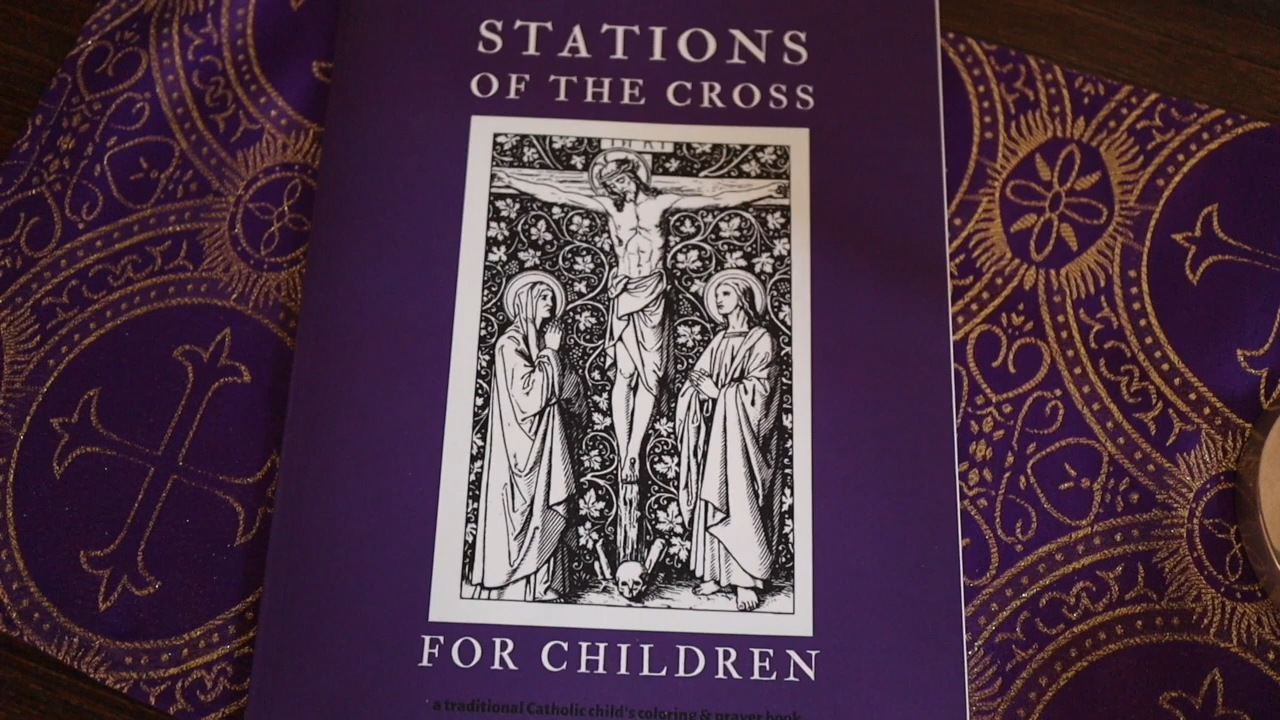 STATIONS
OF THE CROSS
FOR CHILDREN
a traditional Catholic child's coloring & prayer book